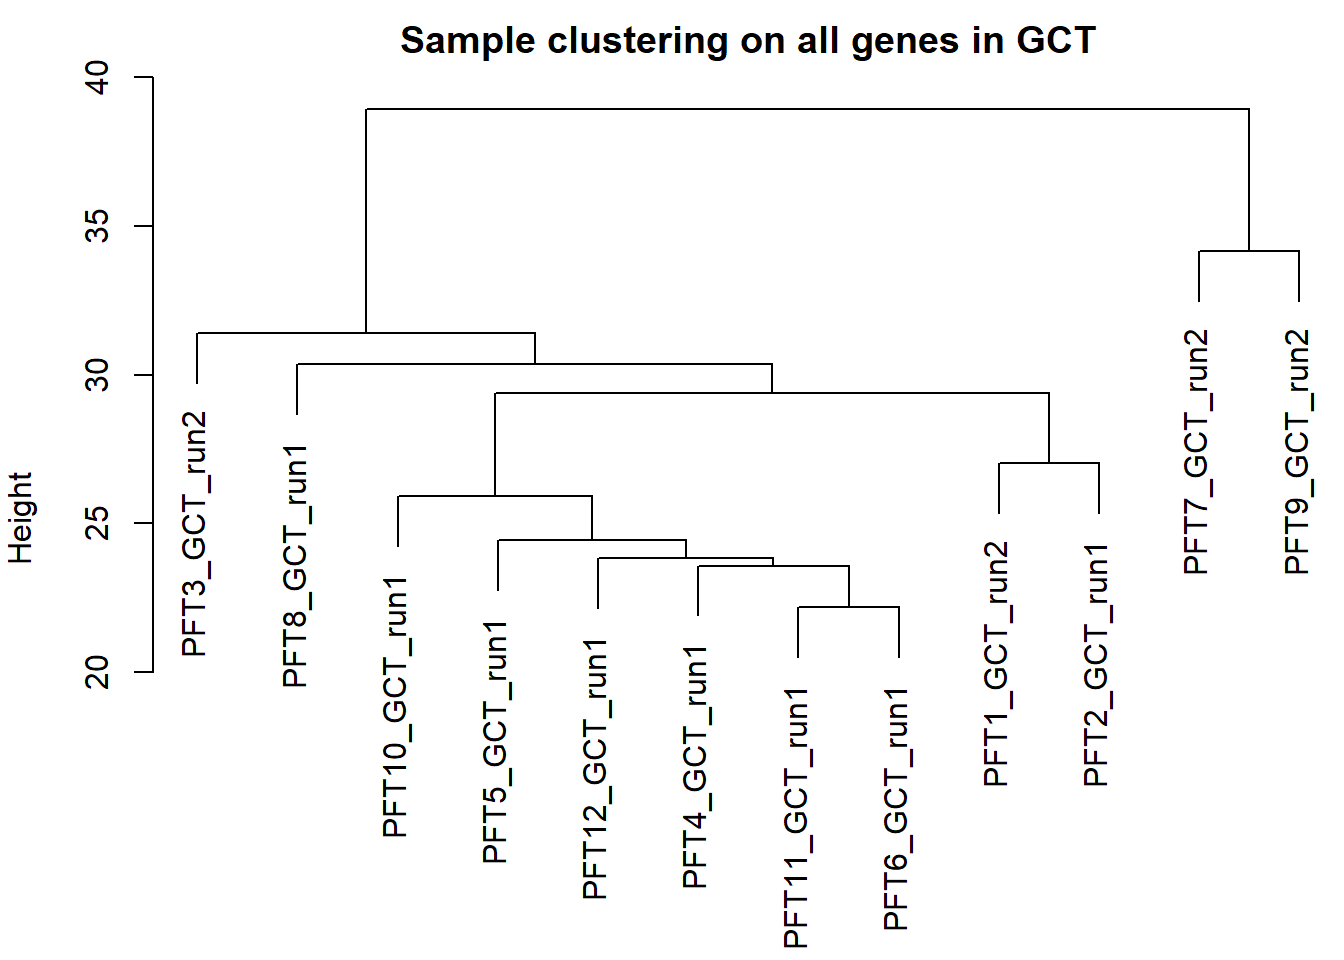 Sample clustering on all genes in GCT
Height
40
35
30
25
20
PFT3_GCT_run2
PFT8_GCT_run1
PFT10_GCT_run1
PFT5_GCT_run1
PFT12_GCT_run1
PFT4_GCT_run1
PFT11_GCT_run1
PFT6_GCT_run1
PFT1_GCT_run2
PFT2_GCT_run1
PFT7_GCT_run2
PFT9_GCT_run2